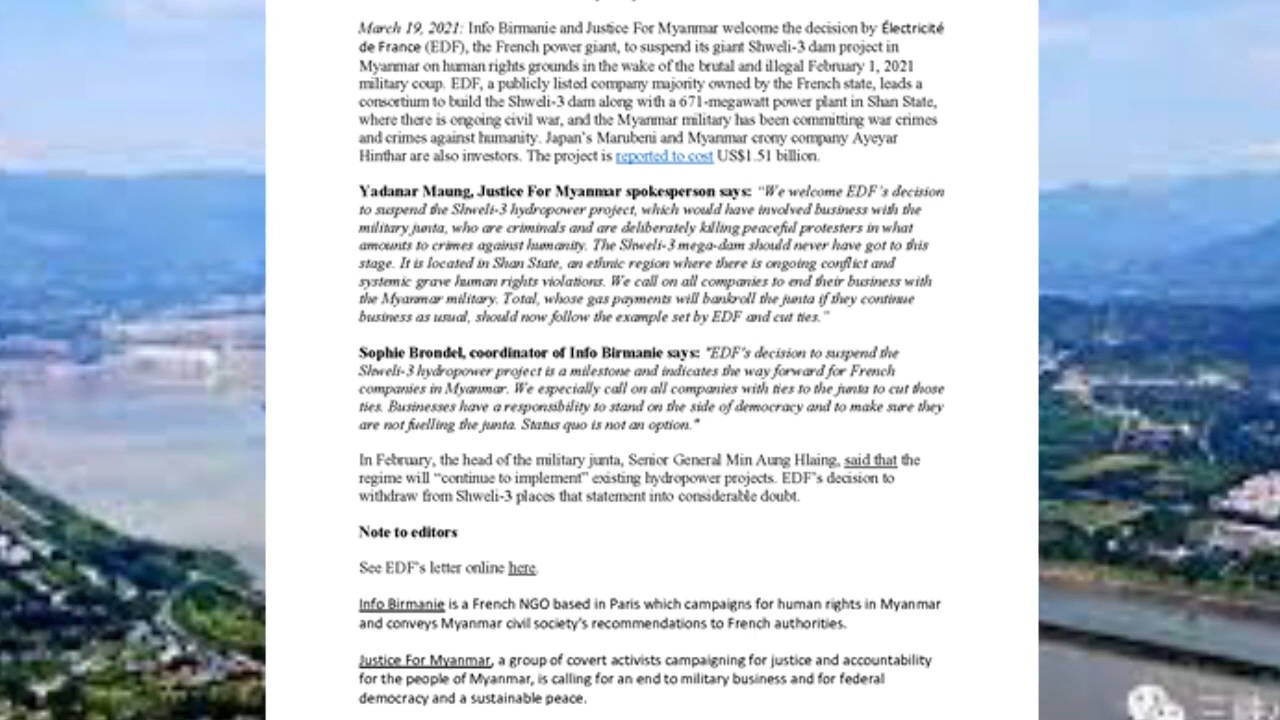 March 19, 2021: Info Birmanie and Justice For Myanmar welcome the decision by Électricité
de France (EDF), the French power giant, to suspend its giant Shweli-3 dam project in
Myanmar on human rights grounds in the wake of the brutal and illegal February 1, 2021
military coup. EDF, a publicly listed company majority owned by the French state, leads a
consortium to build the Shweli-3 dam along with a 671-megawatt power plant in Shan State,
where there is ongoing civil war, and the Myanmar military has been committing war crimes
and crimes against humanity. Japan's Marubeni and Myanmar crony company Ayeyar
Hinthar are also investors. The project is reported to cost US$1.51 billion.
Yadanar Maung, Justice For Myanmar spokesperson says: "We welcome EDF's decision
to suspend the Shweli-3 hydropower project, which would have involved business with the
military junta, who are criminals and are deliberately killing peaceful protesters in what
amounts to crimes against humanity. The Shweli-3 mega-dam should never have got to this
stage. It is located in Shan State, an ethnic region where there is ongoing conflict and
systemic grave human rights violations. We call on all companies to end their business with
the Myanmar military. Total, whose gas payments will bankroll the junta if they continue
business as usual, should now follow the example set by EDF and cut ties."
Sophie Brondel, coordinator of Info Birmanie says: "EDF's decision to suspend the
Shweli-3 hydropower project is a milestone and indicates the way forward for French
companies in Myanmar. We especially call on all companies with ties to the junta to cut those
ties. Businesses have a responsibility to stand on the side of democracy and to make sure they
are not fuelling the junta. Status quo is not an option."
In February, the head of the military junta, Senior General Min Aung Hlaing, said that the
regime will "continue to implement" existing hydropower projects. EDF's decision to
withdraw from Shweli-3 places that statement into considerable doubt.
Note to editors
See EDF's letter online here.
Info Birmanie is a French NGO based in Paris which campaigns for human rights in Myanmar
and conveys Myanmar civil society's recommendations to French authorities.
Justice For Myanmar, a group of covert activists campaigning for justice and accountability
for the people of Myanmar, is calling for an end to military business and for federal
democracy and a sustainable peace.